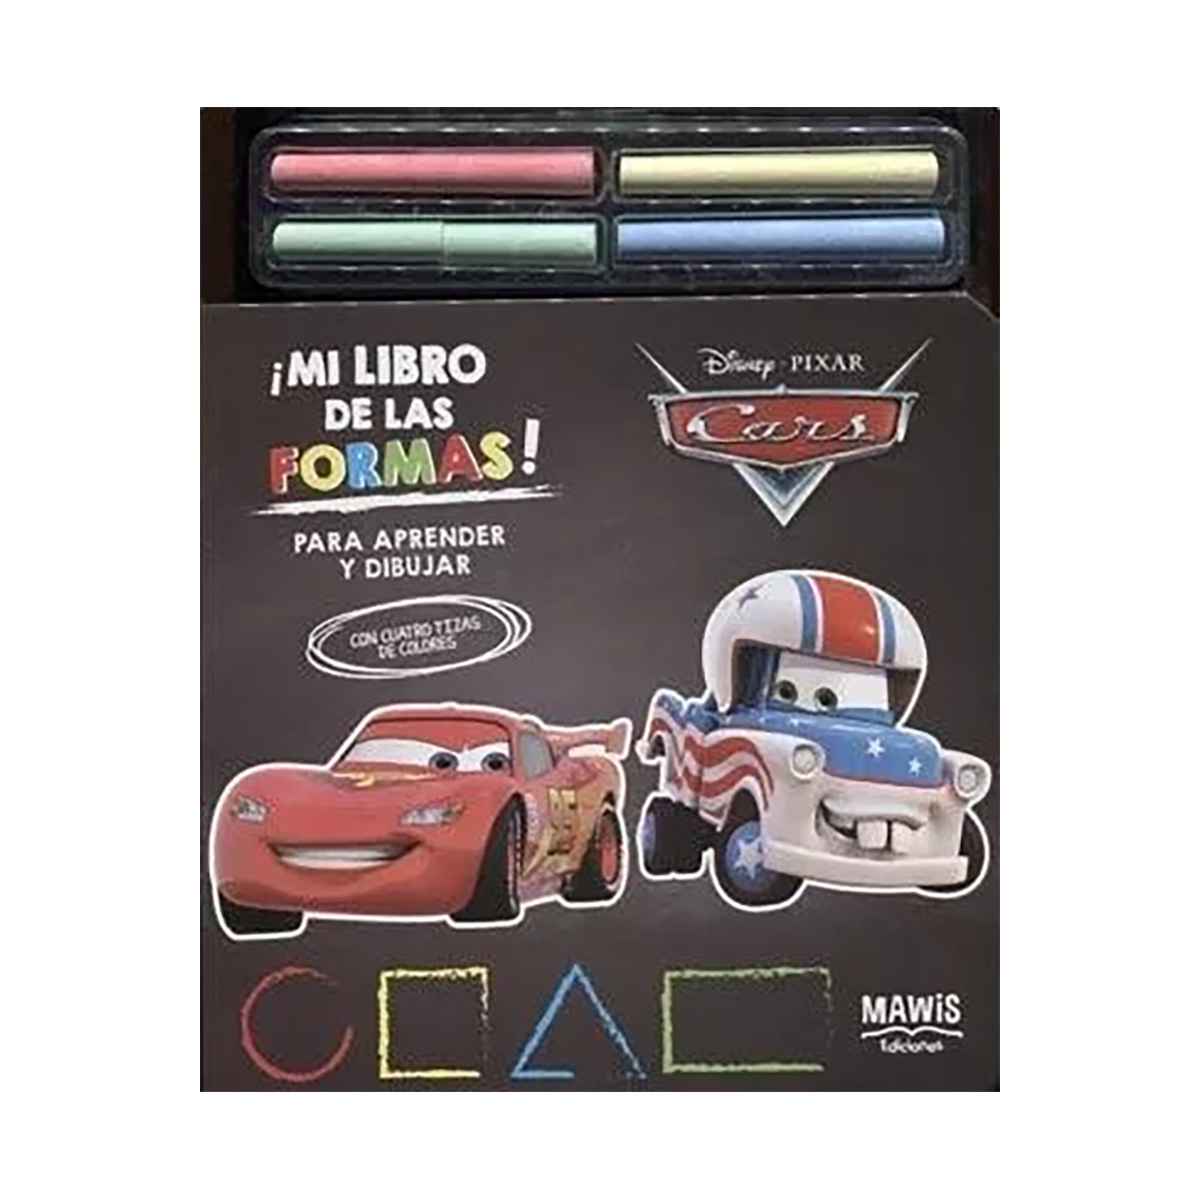 ¡MI LIBRO
DE LAS
FORMAS!
PARA APRENDER
Y DIBUJAR
CON CUATRO TIZAS
DE COLORES
Disney · PIXAR
Cars
MAWiS
Ediciones